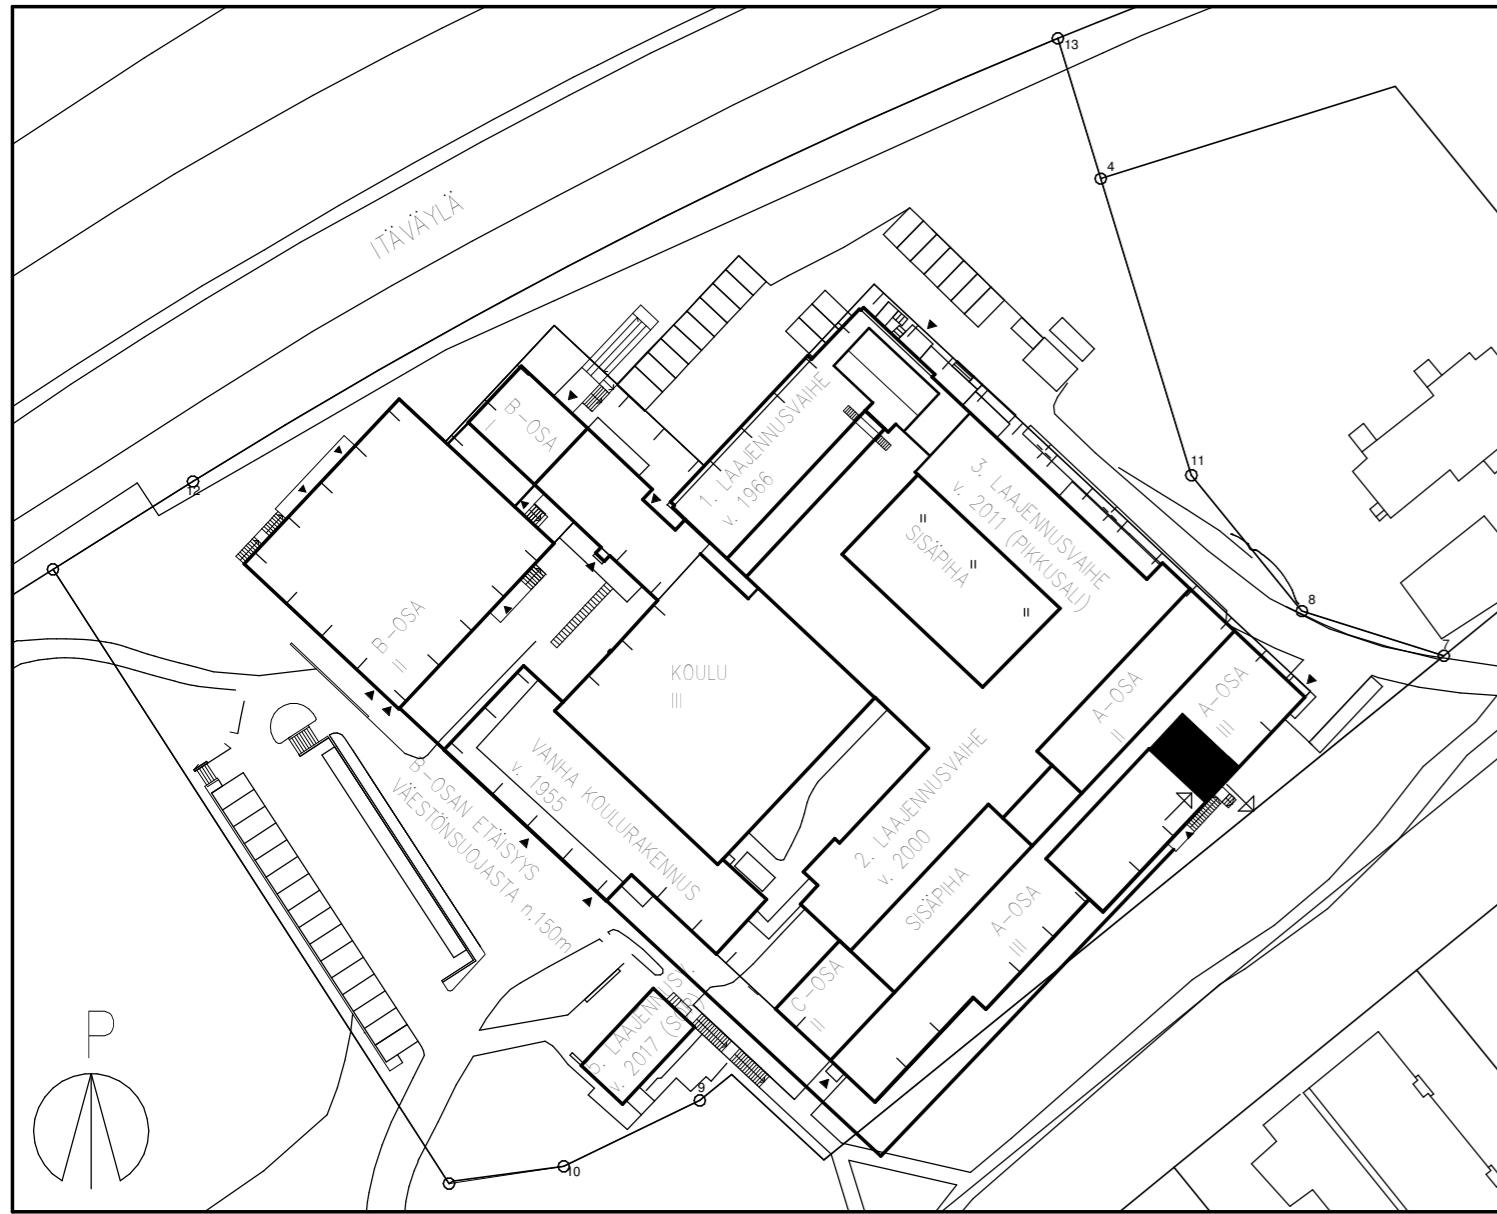 13
4
ITÄVÄYLÄ
1. LAAJENNUSVAIHE
v. 1966
B-OSA
I
3. LAAJENNUSVAIHE
v. 2011 (PIKKUSALI)
11
12
II
SISÄPIHA
II
II
8
7
B-OSA
II
KOULU
III
A-OSA
II
A-OSA
III
VANHA KOULURAKENNUS
v. 1955
B-OSAN ETÄISYYS
VÄESTÖNSUOJASTA n.150m
2. LAAJENNUSVAIHE
v. 2000
SISÄPIHA
A-OSA
III
C-OSA
II
5. LAAJENNUSV.
v. 2017
P
9
10